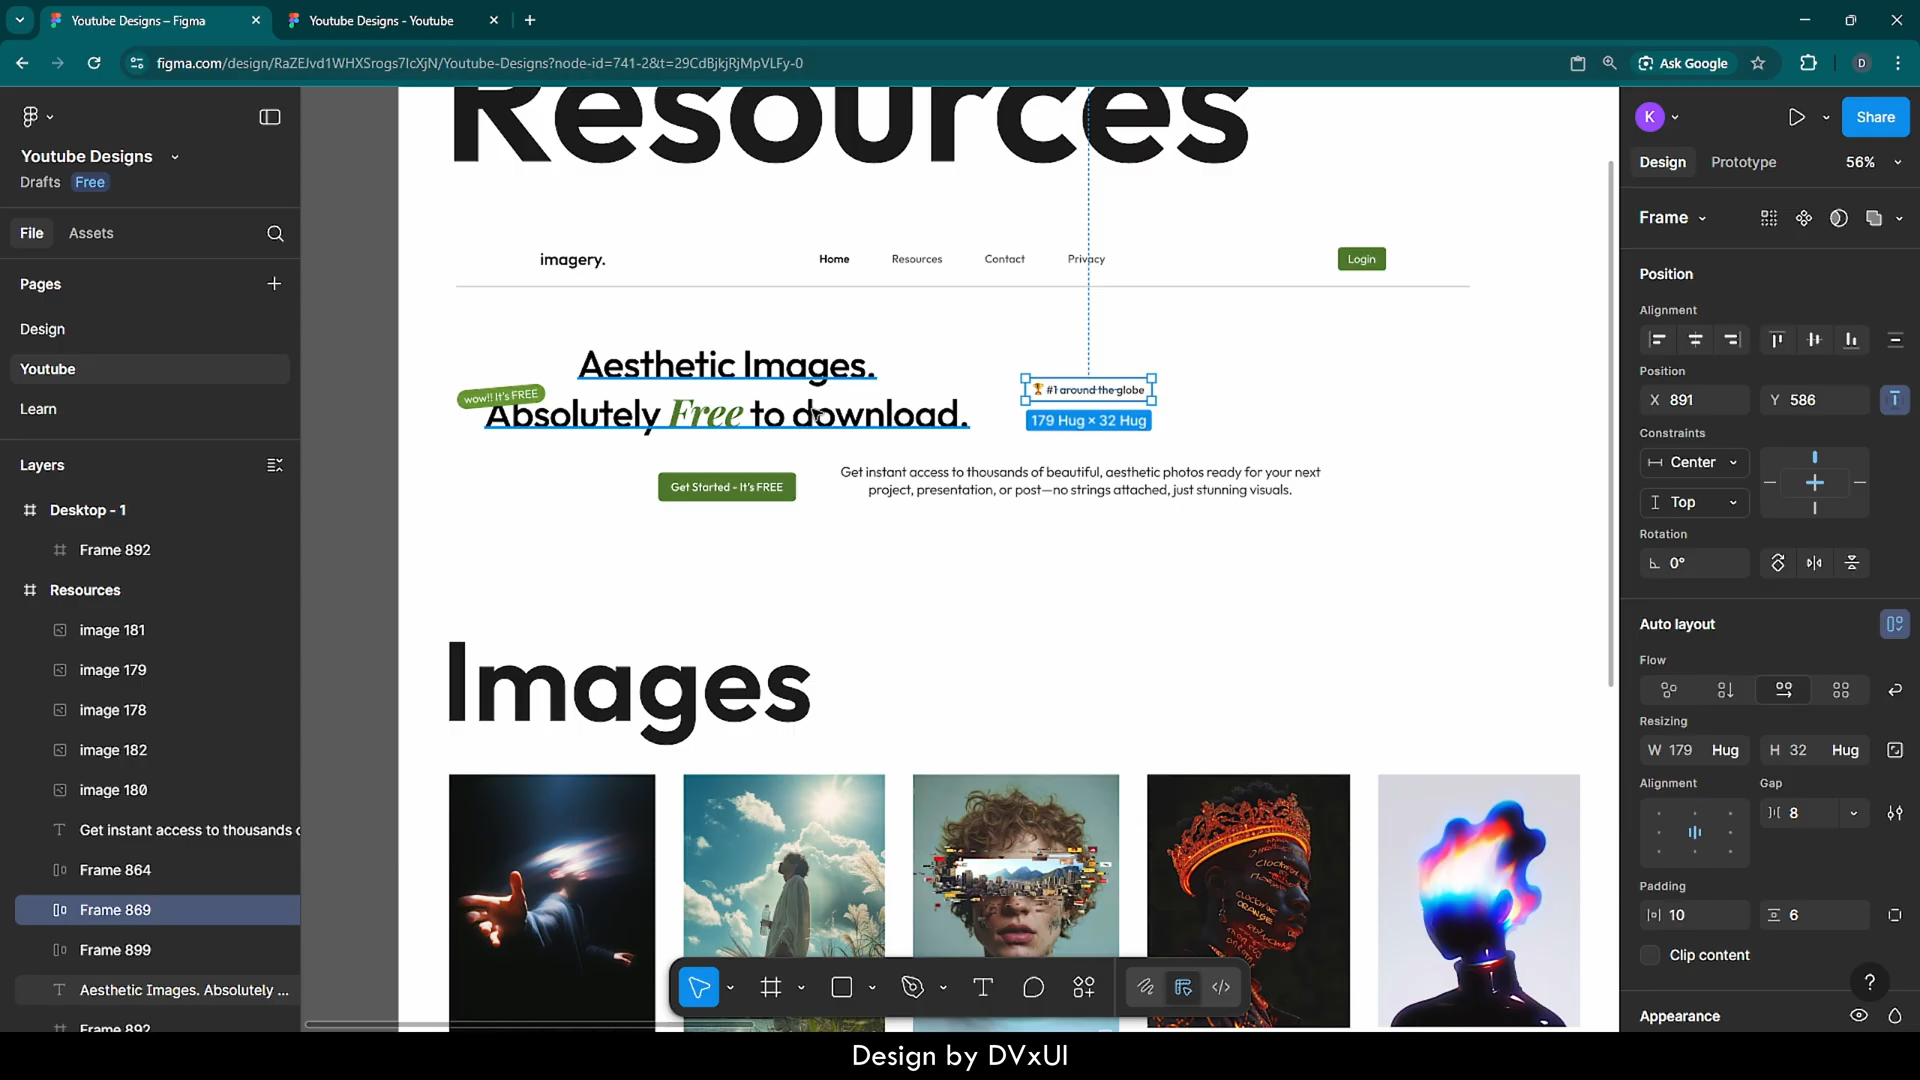 Youtube Designs – Figma
Youtube Designs - Youtube
figma.com/design/RaZEJvd1WHXSrogs7IcXjN/Youtube-Designs?node-id=741-2&t=29CdBjkjRjMpVLFy-0
Ask Google
D
Youtube Designs
Drafts
Free
File
Assets
Pages
Design
Youtube
Learn
Layers
Desktop - 1
Frame 892
Resources
image 181
image 179
image 178
image 182
image 180
Get instant access to thousands
Frame 864
Frame 869
Frame 899
Aesthetic Images. Absolutely ...
Frame 892
Resources
imagery.
Home
Resources
Contact
Privacy
Login
Aesthetic Images.
wow!! It's FREE
Absolutely Free to download.
🏆 #1 around the globe
179 Hug × 32 Hug
Get Started - It's FREE
Get instant access to thousands of beautiful, aesthetic photos ready for your next
project, presentation, or post—no strings attached, just stunning visuals.
Images
CLOCKWORK
ORANGE
K
Share
Design
Prototype
56%
Frame
Position
Alignment
Position
X 891
Y 586
Constraints
Center
Top
Rotation
0°
Auto layout
Flow
Resizing
W 179 Hug
H 32 Hug
Alignment
Gap
8
Padding
10
6
Clip content
?
Appearance
Design by DVxUI